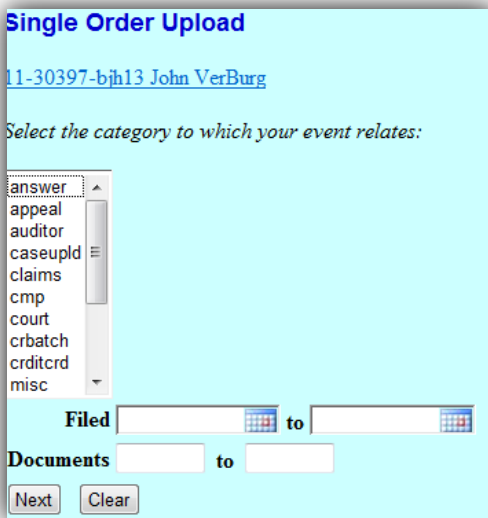 Single Order Upload
11-30397-bjh13 John VerBurg
Select the category to which your event relates:
answer
appeal
auditor
caseupld
claims
cmp
court
crbatch
crditcrd
misc
Filed to
Documents to
Next Clear